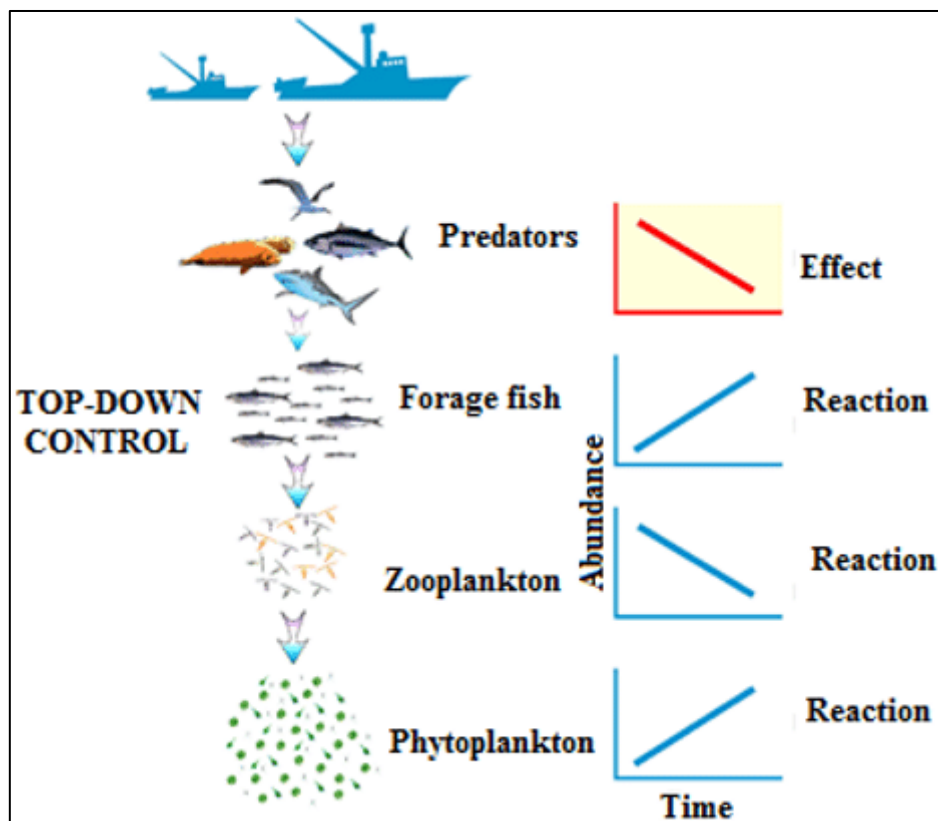 Predators
Effect
TOP-DOWN
CONTROL
Forage fish
Reaction
Abundance
Zooplankton
Reaction
Phytoplankton
Reaction
Time